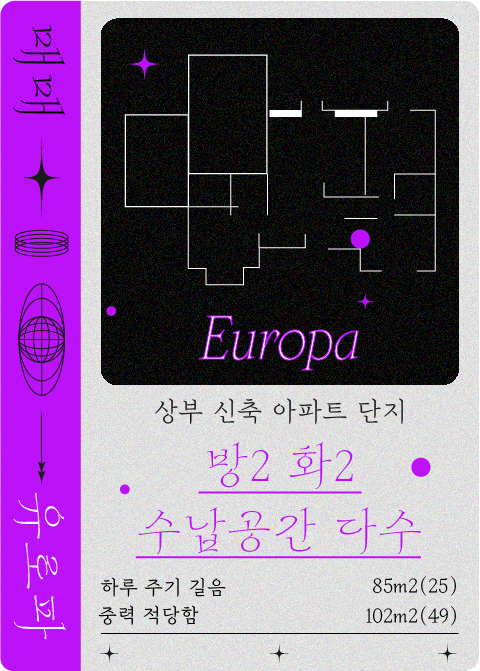 매매
유로파
Europa
상부 신축 아파트 단지
방2 화2
수납공간 다수
하루 주기 길음 85m2(25)
중력 적당함 102m2(49)